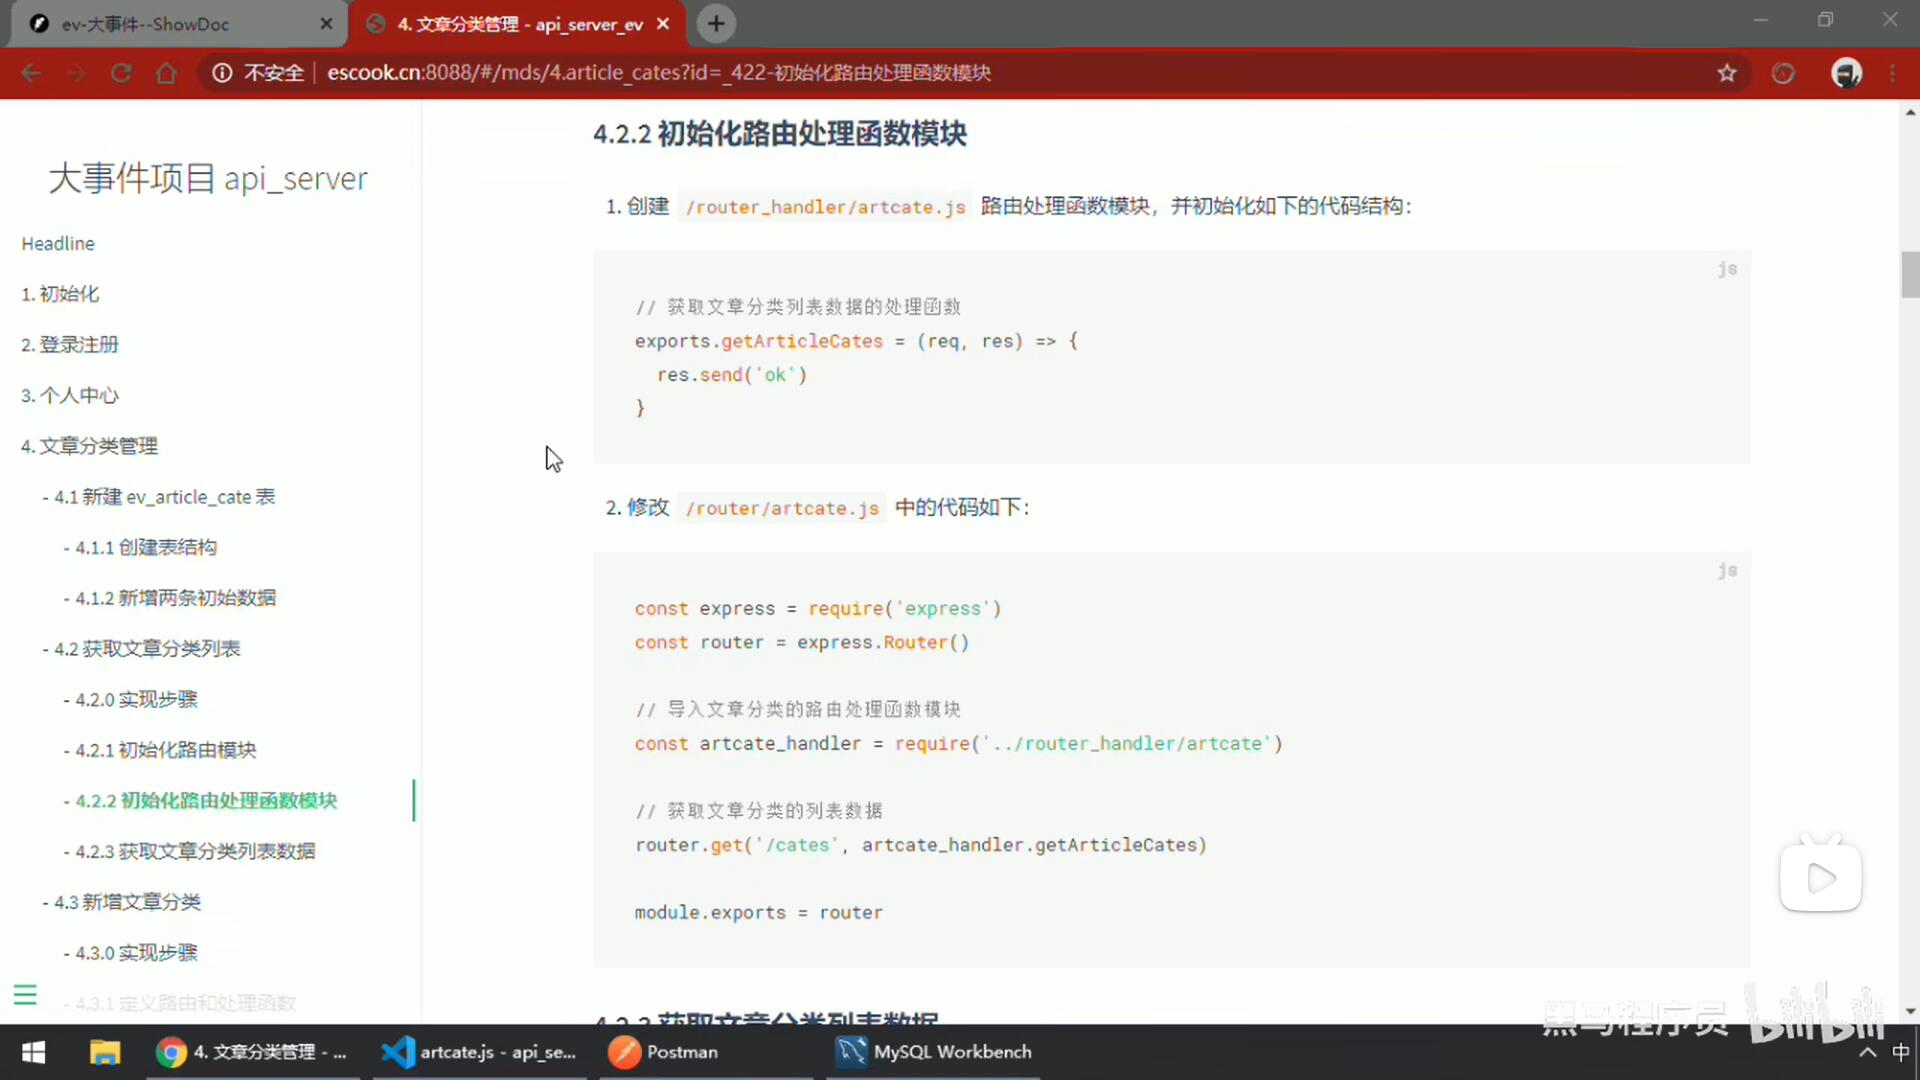 ev-大事件--ShowDoc
4. 文章分类管理 - api_server_ev
不安全
escook.cn:8088/#/mds/4.article_cates?id=_422-初始化路由处理函数模块
大事件项目 api_server
Headline
1. 初始化
2. 登录注册
3. 个人中心
4. 文章分类管理
- 4.1 新建 ev_article_cate 表
- 4.1.1 创建表结构
- 4.1.2 新增两条初始数据
- 4.2 获取文章分类列表
- 4.2.0 实现步骤
- 4.2.1 初始化路由模块
- 4.2.2 初始化路由处理函数模块
- 4.2.3 获取文章分类列表数据
- 4.3 新增文章分类
- 4.3.0 实现步骤
- 4.3.1 定义路由和处理函数
4.2.2 初始化路由处理函数模块
1. 创建 /router_handler/artcate.js 路由处理函数模块，并初始化如下的代码结构：
js
// 获取文章分类列表数据的处理函数
exports.getArticleCates = (req, res) => {
res.send('ok')
}
2. 修改 /router/artcate.js 中的代码如下：
js
const express = require('express')
const router = express.Router()
// 导入文章分类的路由处理函数模块
const artcate_handler = require('../router_handler/artcate')
// 获取文章分类的列表数据
router.get('/cates', artcate_handler.getArticleCates)
module.exports = router
4.2.3 获取文章分类列表数据
黑马程序员 bilibili
4. 文章分类管理 - ...
artcate.js - api_se...
Postman
MySQL Workbench
中